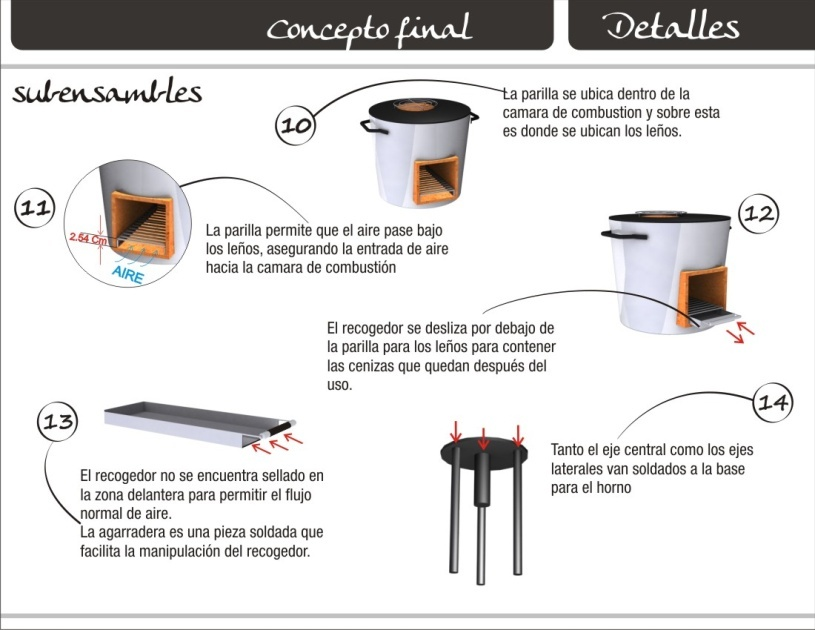 Concepto final
Detalles
subensambles
10
La parilla se ubica dentro de la
camara de combustion y sobre esta
es donde se ubican los leños.
11
2.54 Cm
AIRE
La parilla permite que el aire pase bajo
los leños, asegurando la entrada de aire
hacia la camara de combustión
12
El recogedor se desliza por debajo de
la parilla para los leños para contener
las cenizas que quedan después del
uso.
13
El recogedor no se encuentra sellado en
la zona delantera para permitir el flujo
normal de aire.
La agarradera es una pieza soldada que
facilita la manipulación del recogedor.
14
Tanto el eje central como los ejes
laterales van soldados a la base
para el horno